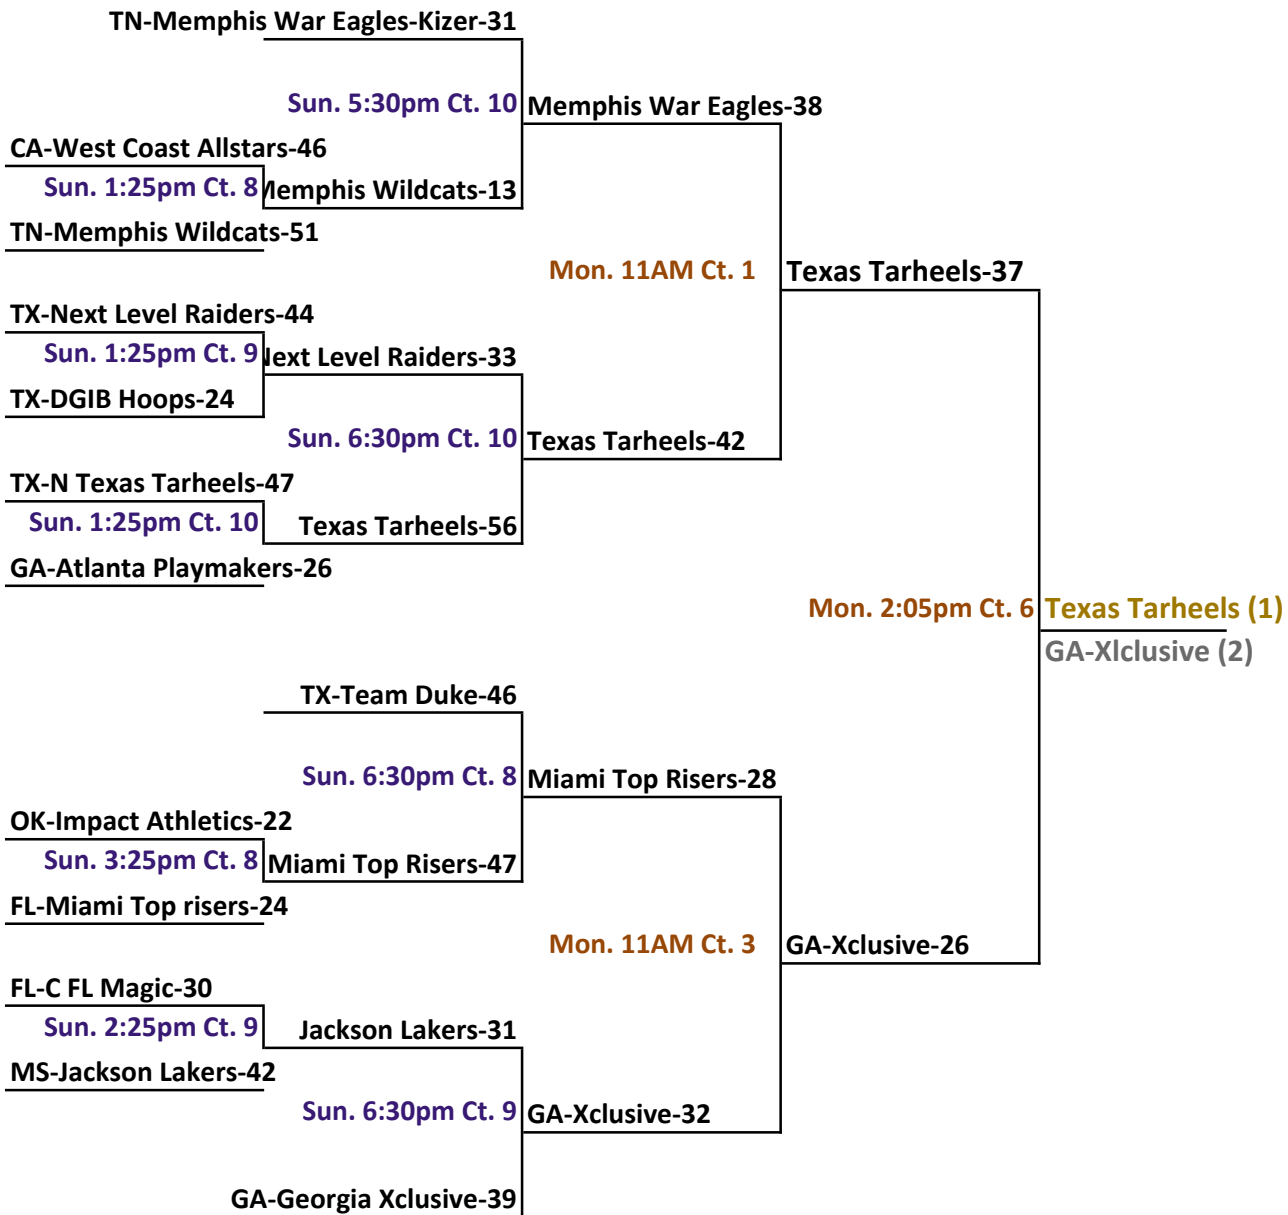 TN-Memphis War Eagles-Kizer-31
Sun. 5:30pm Ct. 10
Memphis War Eagles-38
CA-West Coast Allstars-46
Sun. 1:25pm Ct. 8
Memphis Wildcats-13
TN-Memphis Wildcats-51
Mon. 11AM Ct. 1
Texas Tarheels-37
TX-Next Level Raiders-44
Sun. 1:25pm Ct. 9
Next Level Raiders-33
TX-DGIB Hoops-24
Sun. 6:30pm Ct. 10
Texas Tarheels-42
TX-N Texas Tarheels-47
Sun. 1:25pm Ct. 10
Texas Tarheels-56
GA-Atlanta Playmakers-26
Mon. 2:05pm Ct. 6
Texas Tarheels (1)
GA-Xlclusive (2)
TX-Team Duke-46
Sun. 6:30pm Ct. 8
Miami Top Risers-28
OK-Impact Athletics-22
Sun. 3:25pm Ct. 8
Miami Top Risers-47
FL-Miami Top risers-24
Mon. 11AM Ct. 3
GA-Xclusive-26
FL-C FL Magic-30
Sun. 2:25pm Ct. 9
Jackson Lakers-31
MS-Jackson Lakers-42
Sun. 6:30pm Ct. 9
GA-Xclusive-32
GA-Georgia Xclusive-39